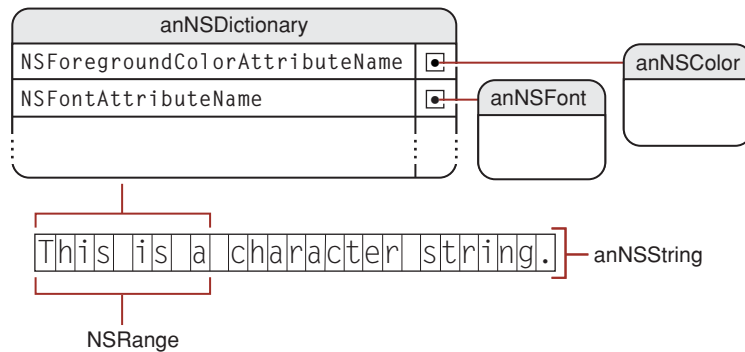 anNSDictionary
NSForegroundColorAttributeName
anNSColor
NSFontAttributeName
anNSFont
This is a character string.
anNSString
NSRange